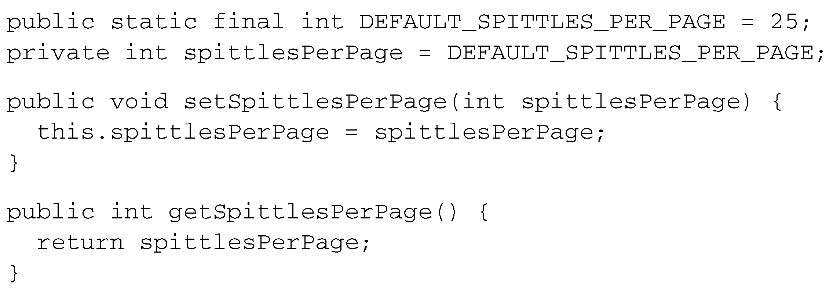 public static final int DEFAULT_SPITTLES_PER_PAGE = 25;
private int spittlesPerPage = DEFAULT_SPITTLES_PER_PAGE;
public void setSpittlesPerPage(int spittlesPerPage) {
  this.spittlesPerPage = spittlesPerPage;
}
public int getSpittlesPerPage() {
  return spittlesPerPage;
}